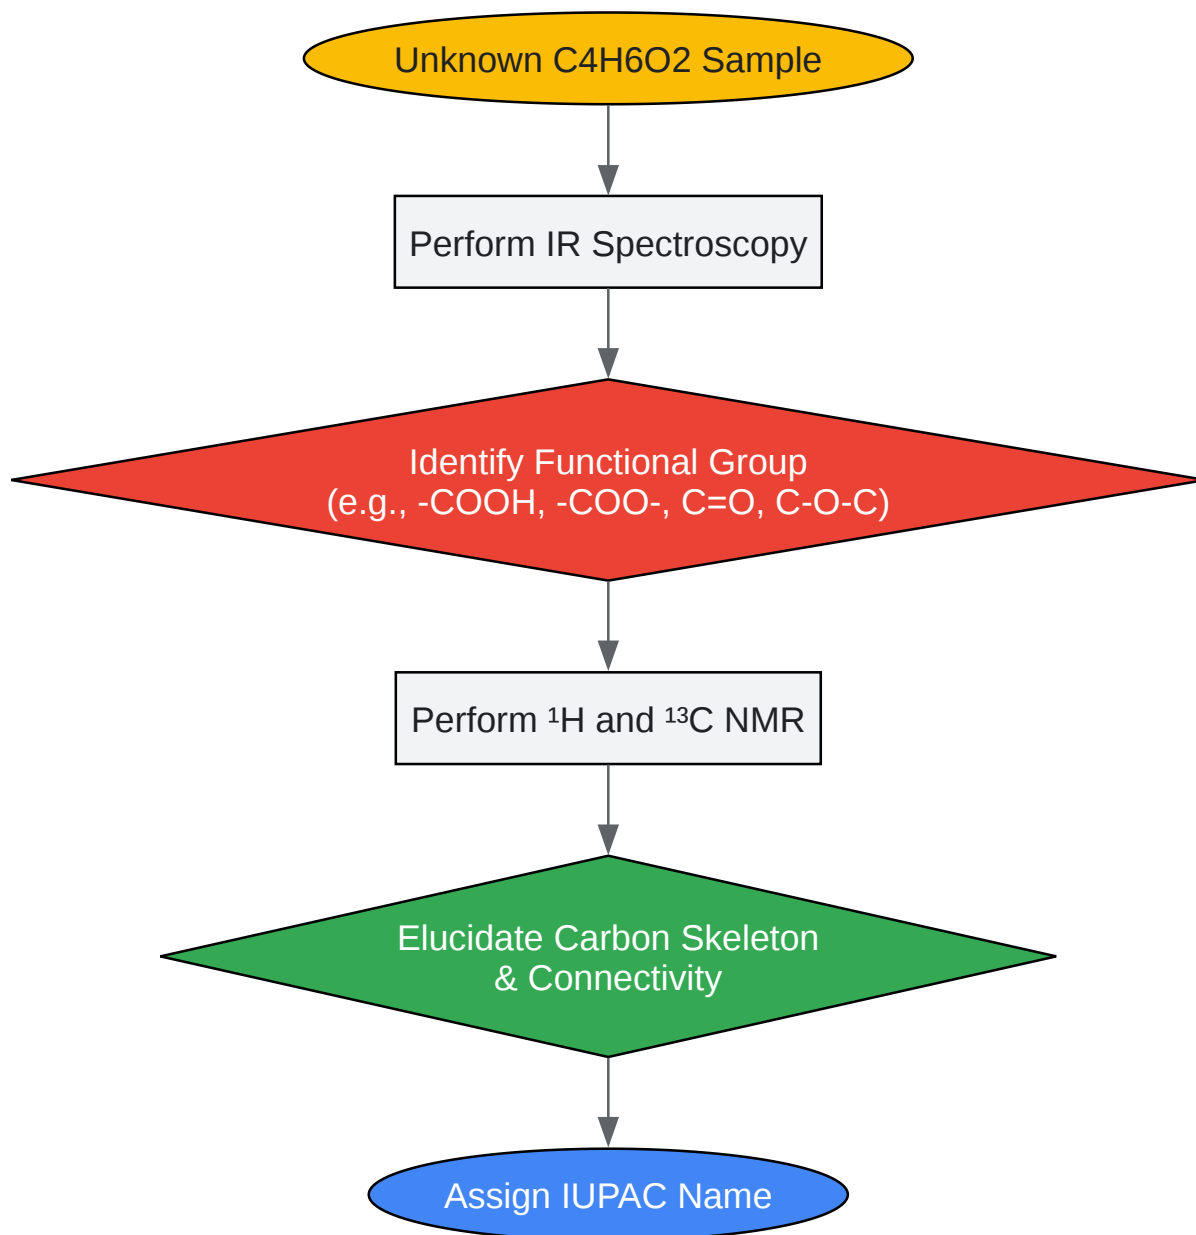 Unknown C4H6O2 Sample
Perform IR Spectroscopy
Identify Functional Group
(e.g., -COOH, -COO-, C=O, C-O-C)
Perform ¹H and ¹³C NMR
Elucidate Carbon Skeleton
& Connectivity
Assign IUPAC Name